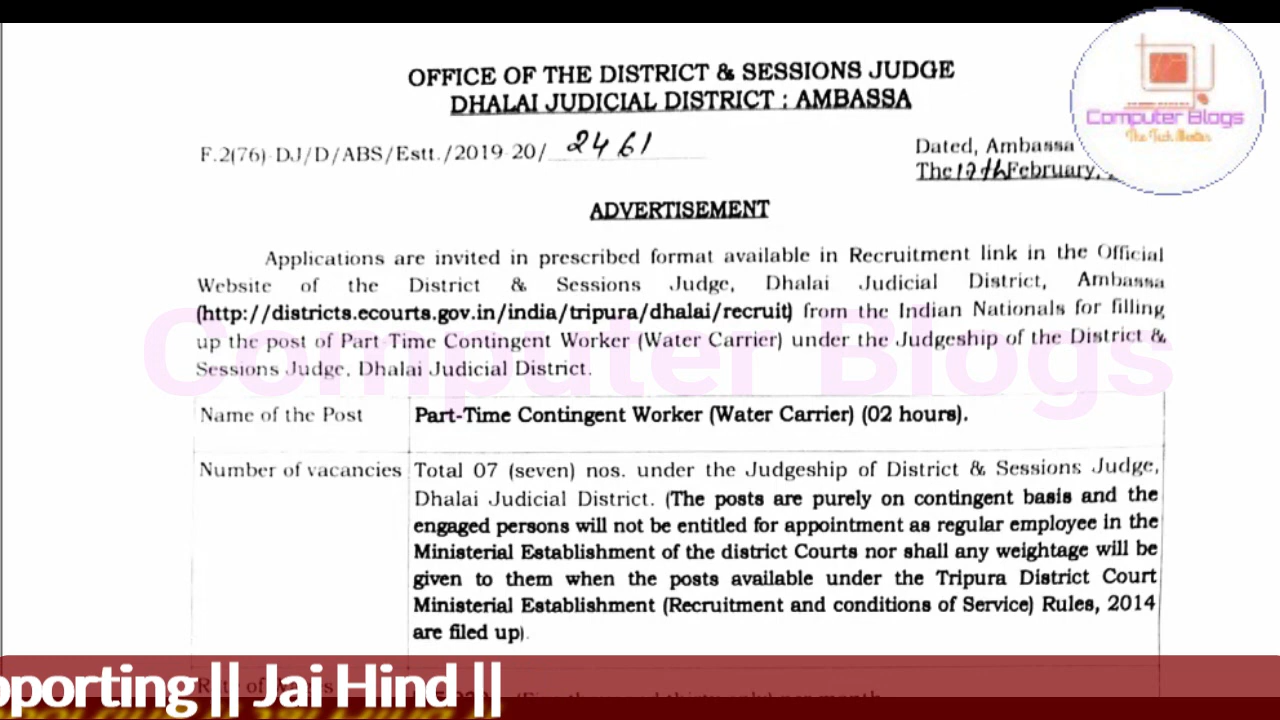 OFFICE OF THE DISTRICT & SESSIONS JUDGE
DHALAI JUDICIAL DISTRICT : AMBASSA
Computer Blogs
The Tech Master
F.2(76)-DJ/D/ABS/Estt./2019-20/ 2461
Dated, Ambassa
The 12th February,
ADVERTISEMENT
Applications are invited in prescribed format available in Recruitment link in the Official
Website of the District & Sessions Judge, Dhalai Judicial District, Ambassa
(http://districts.ecourts.gov.in/india/tripura/dhalai/recruit) from the Indian Nationals for filling
up the post of Part Time Contingent Worker (Water Carrier) under the Judgeship of the District &
Sessions Judge, Dhalai Judicial District.
Computer Blogs
Name of the Post Part-Time Contingent Worker (Water Carrier) (02 hours).
Number of vacancies Total 07 (seven) nos. under the Judgeship of District & Sessions Judge,
Dhalai Judicial District. (The posts are purely on contingent basis and the
engaged persons will not be entitled for appointment as regular employee in the
Ministerial Establishment of the district Courts nor shall any weightage will be
given to them when the posts available under the Tripura District Court
Ministerial Establishment (Recruitment and conditions of Service) Rules, 2014
are filed up).
pporting || Jai Hind ||